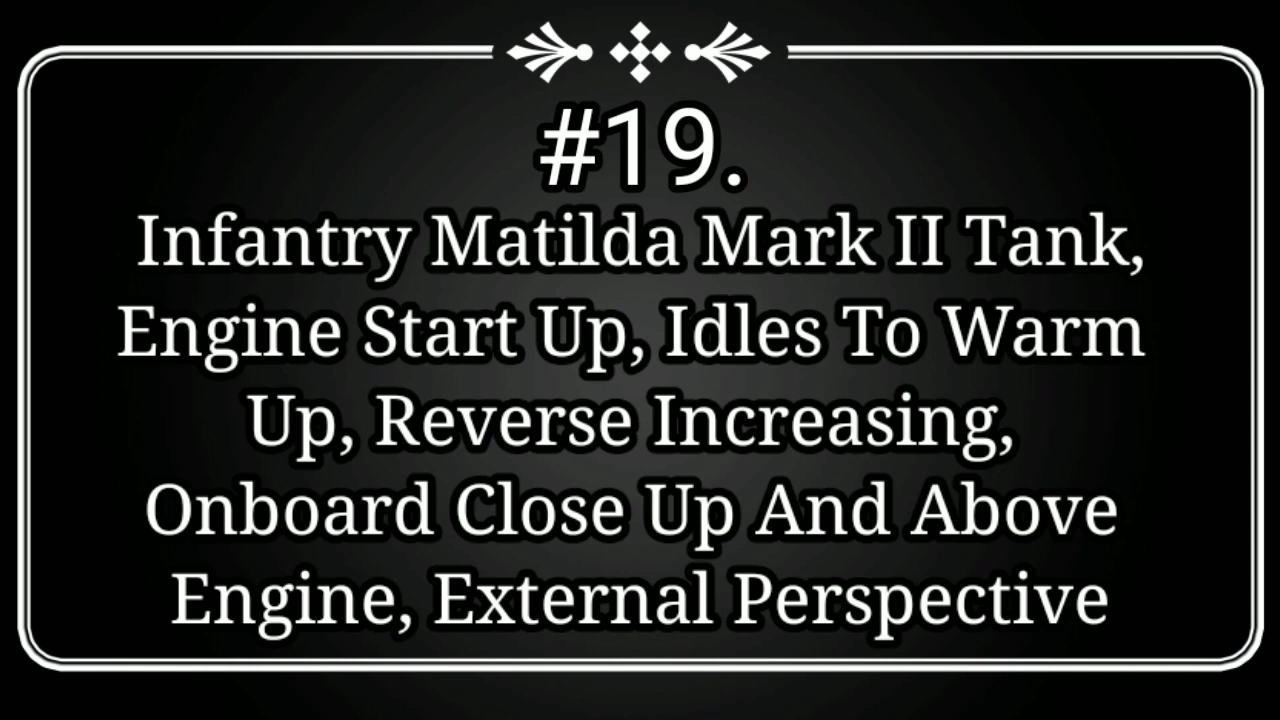 #19.
Infantry Matilda Mark II Tank,
Engine Start Up, Idles To Warm
Up, Reverse Increasing,
Onboard Close Up And Above
Engine, External Perspective